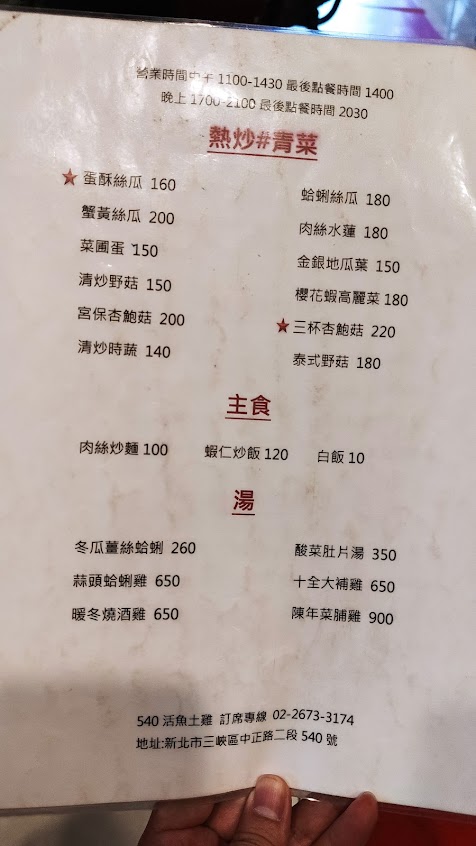 營業時間中午 1100-1430 最後點餐時間 1400
晚上 1700-2100 最後點餐時間 2030
熱炒#青菜
★蛋酥絲瓜 160
蛤蜊絲瓜 180
蟹黃絲瓜 200
肉絲水蓮 180
菜圃蛋 150
金銀地瓜葉 150
清炒野菇 150
櫻花蝦高麗菜 180
宮保杏鮑菇 200
★三杯杏鮑菇 220
清炒時蔬 140
泰式野菇 180
主食
肉絲炒麵 100 蝦仁炒飯 120 白飯 10
湯
冬瓜薑絲蛤蜊 260
酸菜肚片湯 350
蒜頭蛤蜊雞 650
十全大補雞 650
暖冬燒酒雞 650
陳年菜脯雞 900
540 活魚土雞 訂席專線 02-2673-3174
地址:新北市三峽區中正路二段 540 號